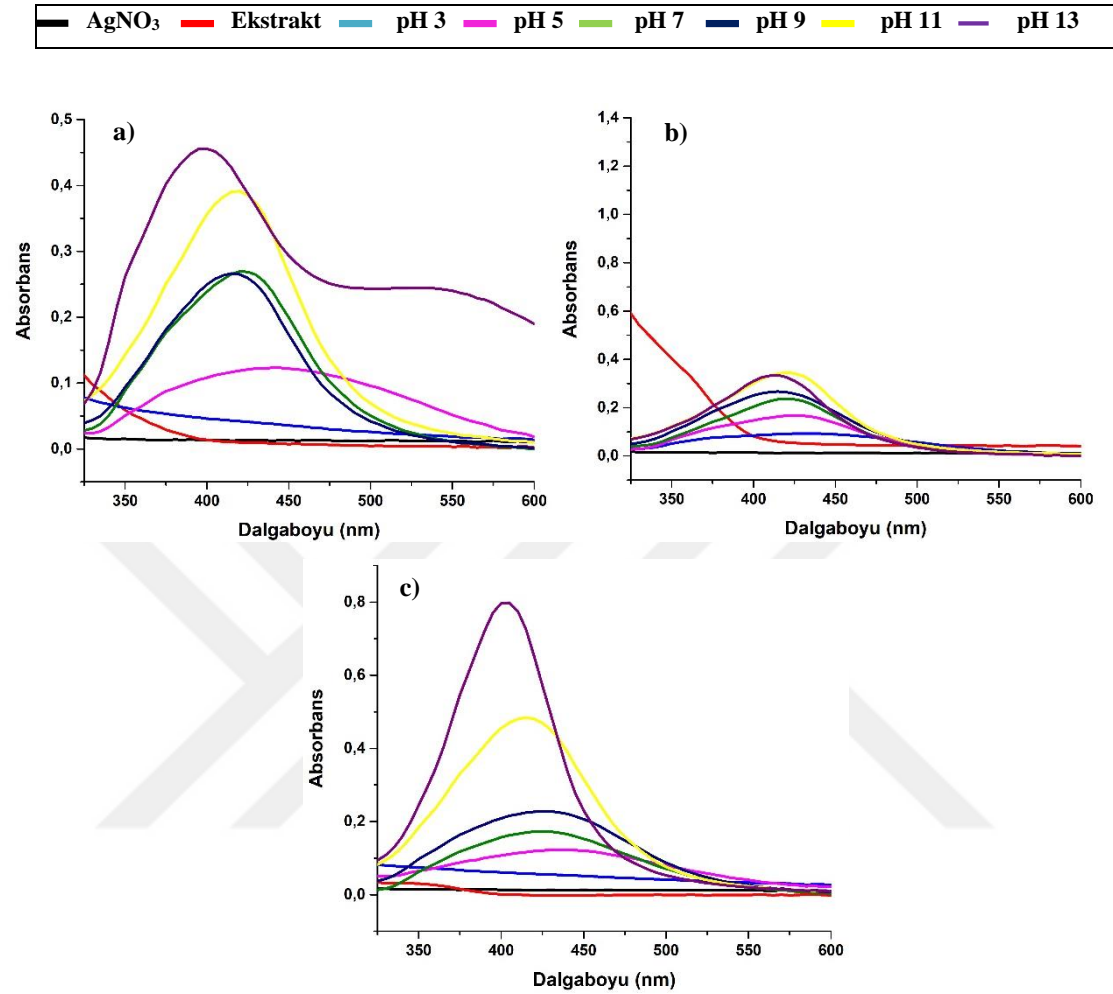 AgNO₃ Ekstrakt pH 3 pH 5 pH 7 pH 9 pH 11 pH 13
a)
0,5
0,4
0,3
0,2
0,1
0,0
Absorbans
350 400 450 500 550 600
Dalgaboyu (nm)
b)
1,4
1,2
1,0
0,8
0,6
0,4
0,2
0,0
Absorbans
350 400 450 500 550 600
Dalgaboyu (nm)
c)
0,8
0,6
0,4
0,2
0,0
Absorbans
350 400 450 500 550 600
Dalgaboyu (nm)